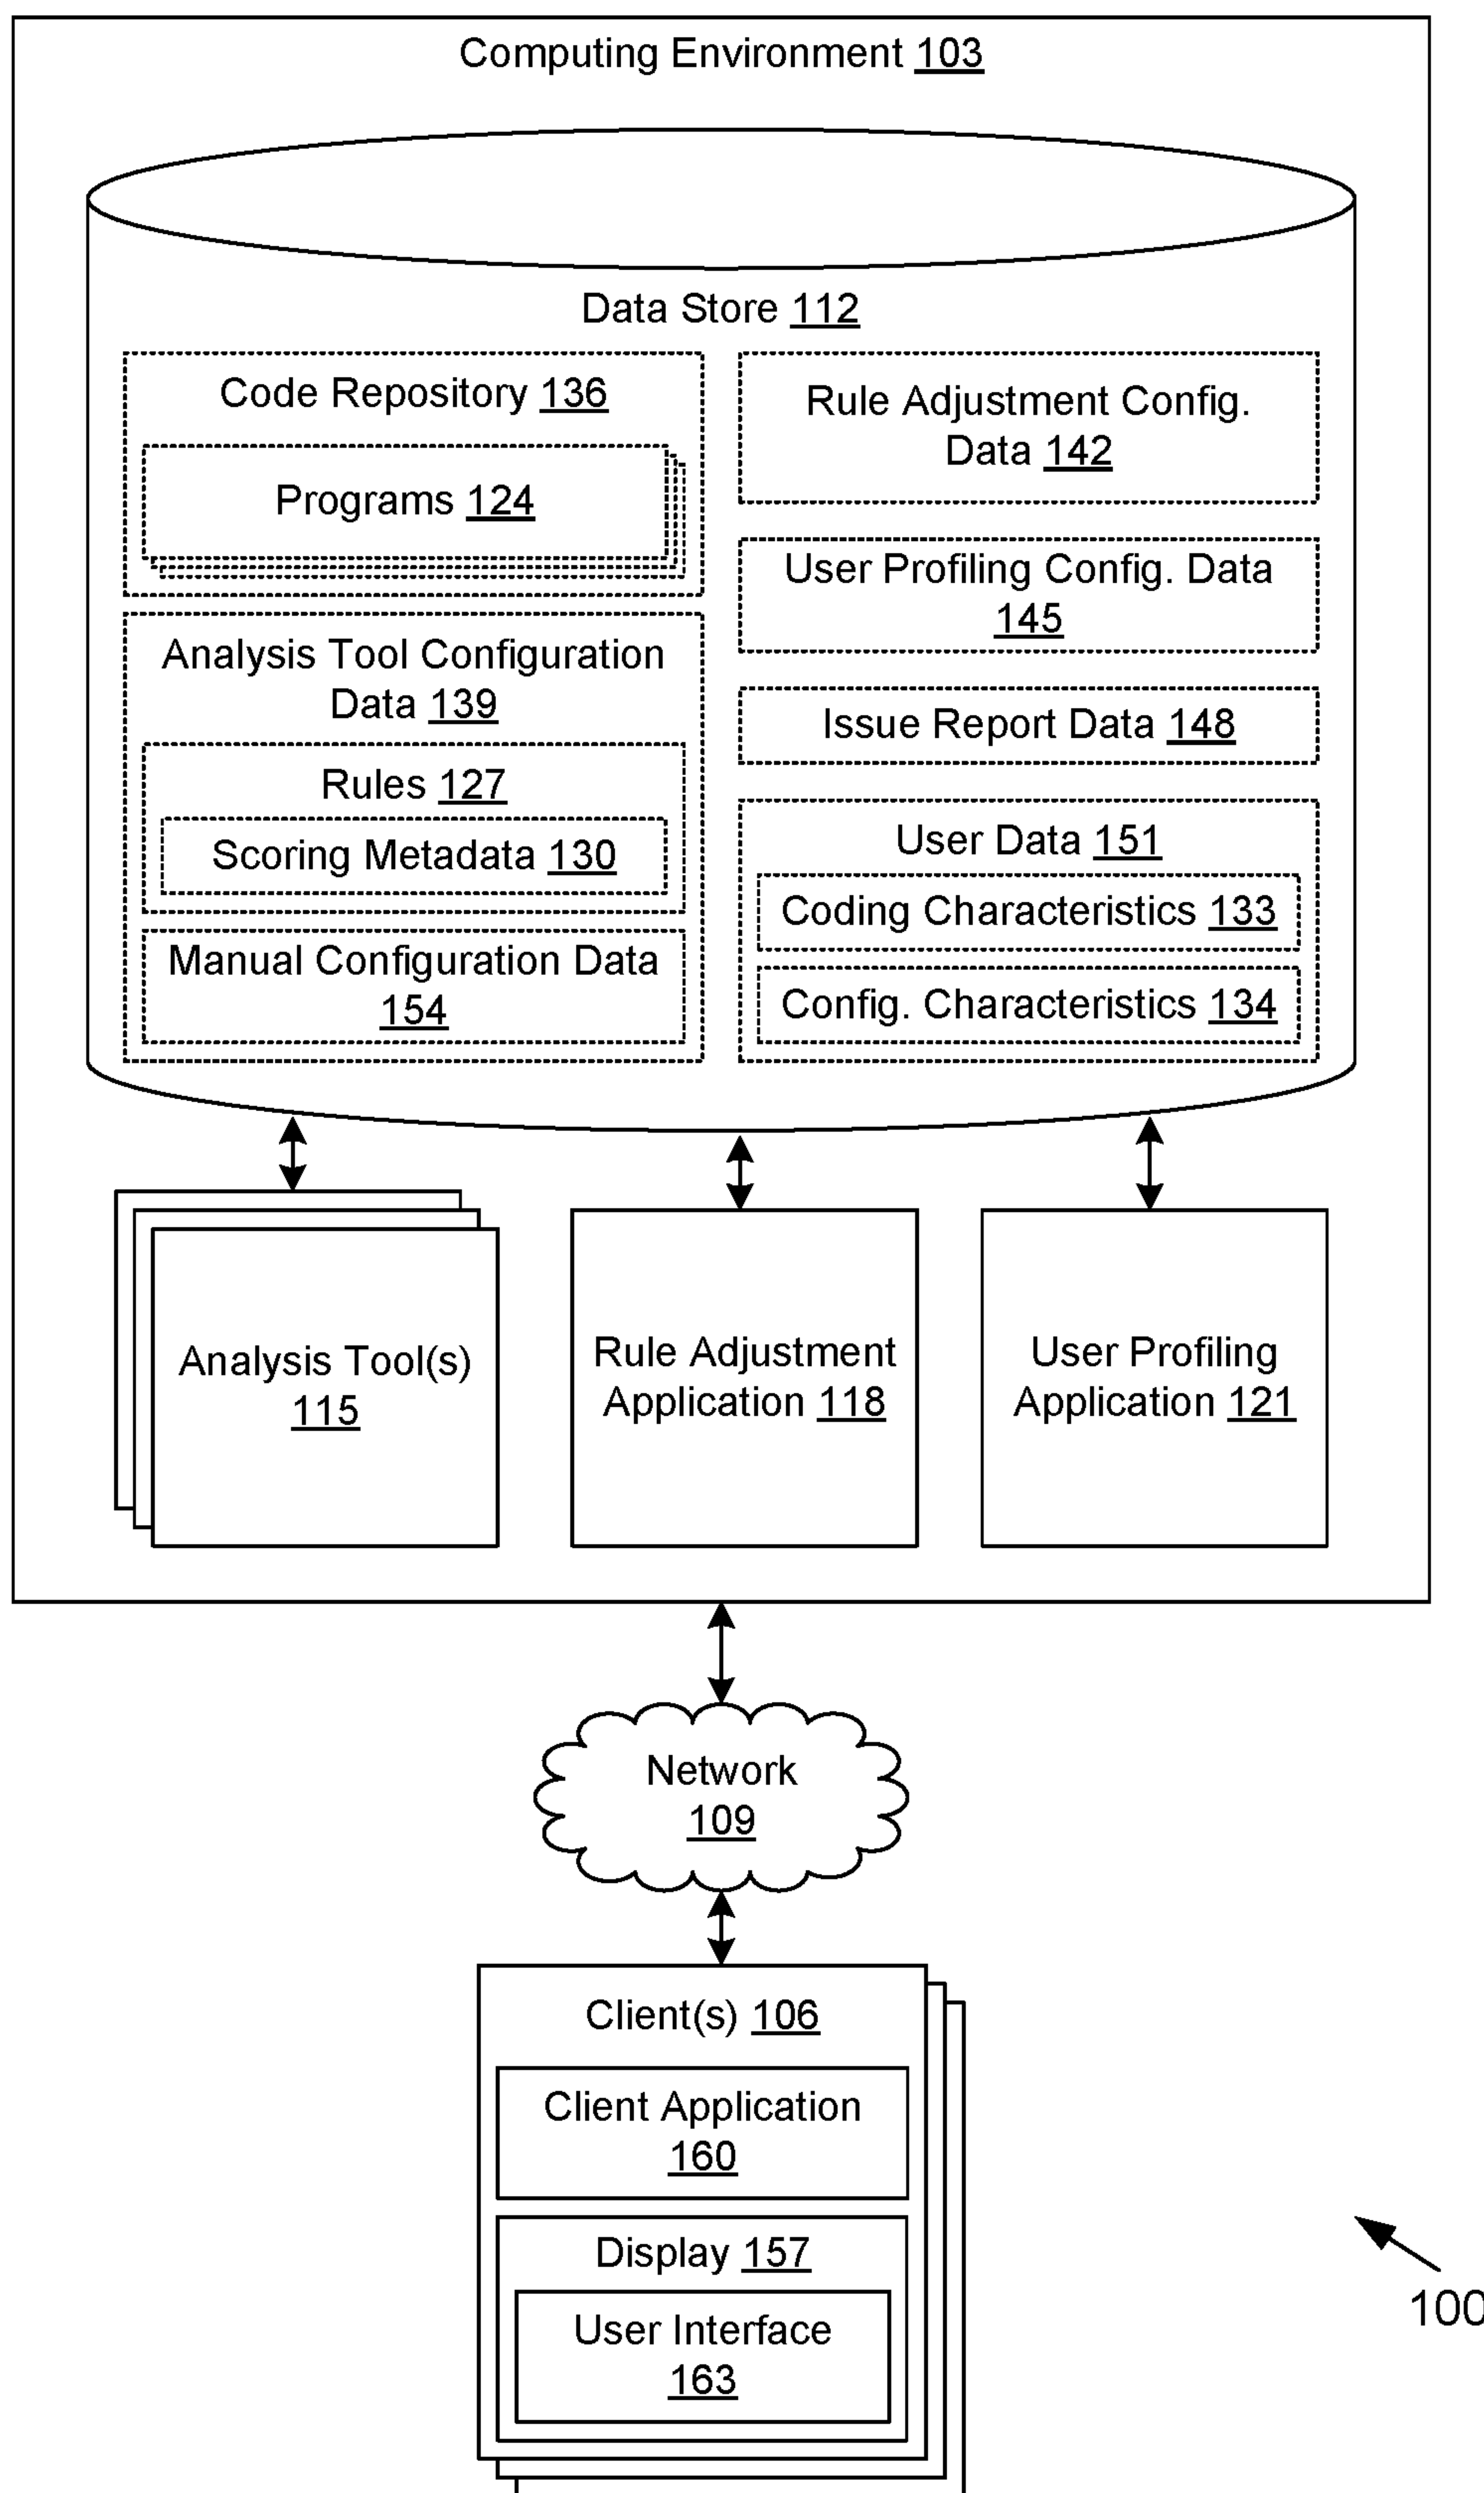 Computing Environment 103
Data Store 112
Code Repository 136
Programs 124
Analysis Tool Configuration
Data 139
Rules 127
Scoring Metadata 130
Manual Configuration Data
154
Rule Adjustment Config.
Data 142
User Profiling Config. Data
145
Issue Report Data 148
User Data 151
Coding Characteristics 133
Config. Characteristics 134
Analysis Tool(s)
115
Rule Adjustment
Application 118
User Profiling
Application 121
Network
109
Client(s) 106
Client Application
160
Display 157
User Interface
163
100